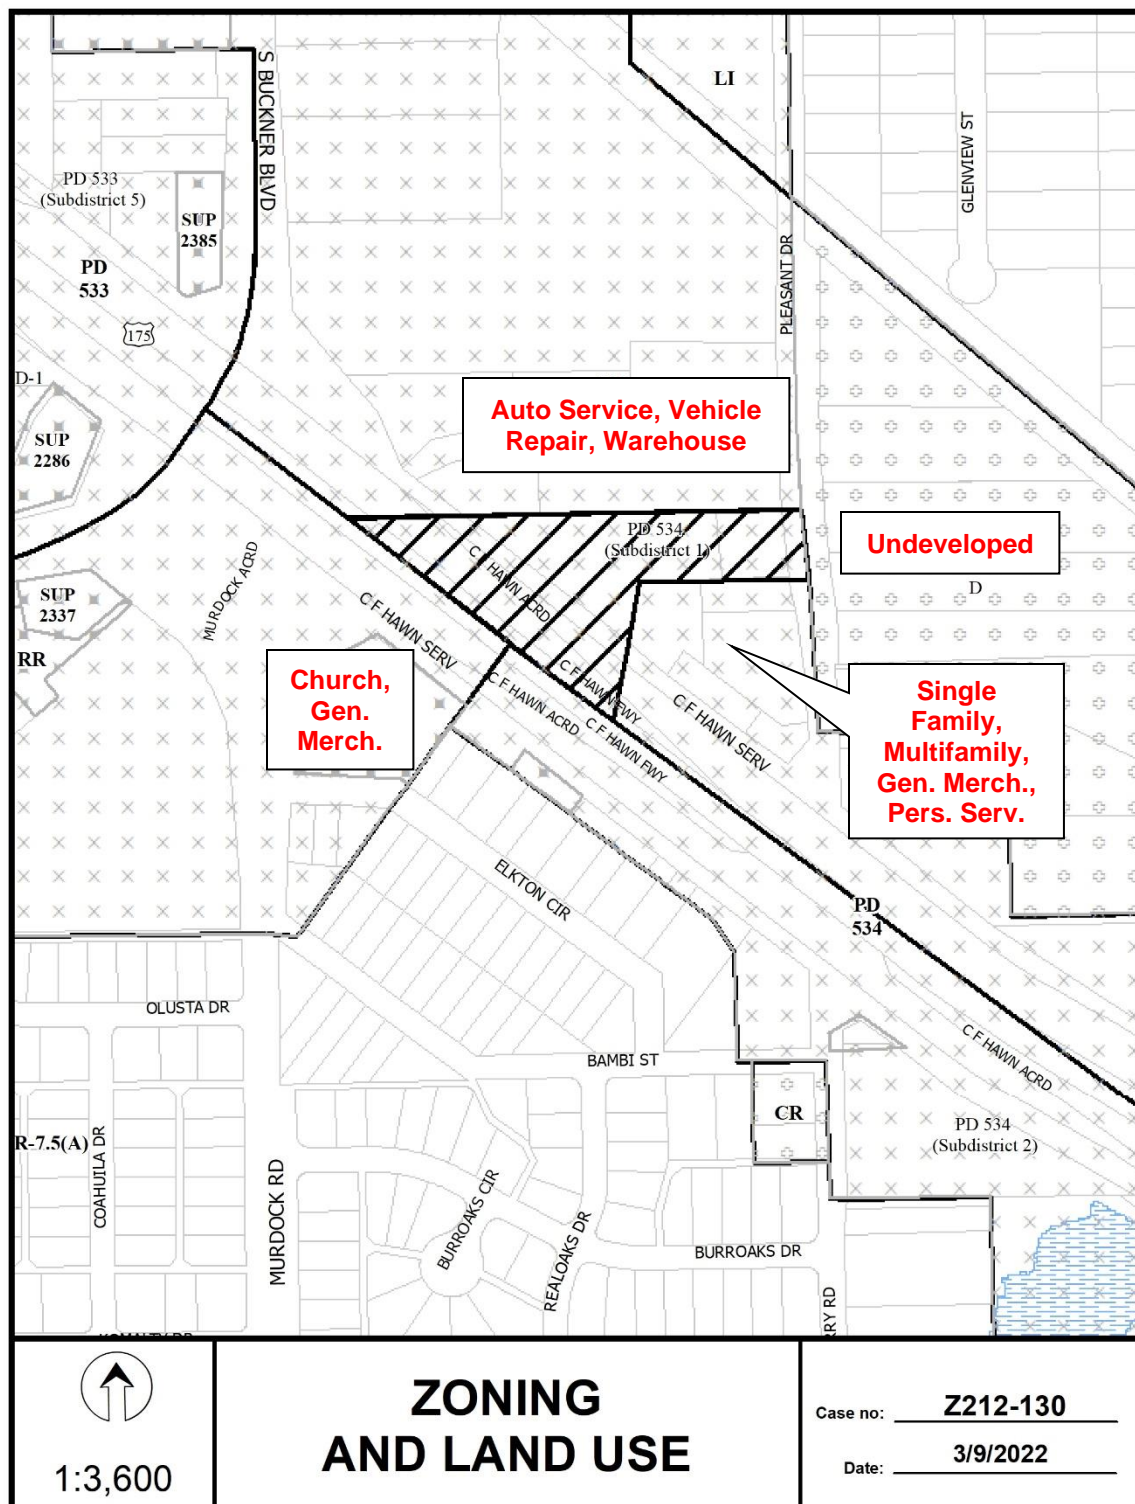 S BUCKNER BLVD
LI
GLENVIEW ST
PD 533
(Subdistrict 5)
SUP
2385
PD
533
175
PLEASANT DR
D-1
SUP
2286
Auto Service, Vehicle
Repair, Warehouse
PD 534
(Subdistrict 1)
Undeveloped
D
MURDOCK ACRD
C F HAWN ACRD
SUP
2337
RR
C F HAWN SERV
Church,
Gen.
Merch.
C F HAWN FWY
C F HAWN ACRD
C F HAWN FWY
C F HAWN SERV
Single
Family,
Multifamily,
Gen. Merch.,
Pers. Serv.
ELKTON CIR
PD
534
OLUSTA DR
BAMBI ST
C F HAWN ACRD
CR
PD 534
(Subdistrict 2)
R-7.5(A)
COAHUILA DR
MURDOCK RD
BURROAKS CIR
REALOAKS DR
BURROAKS DR
RRY RD
1:3,600
ZONING
AND LAND USE
Case no: Z212-130
Date: 3/9/2022